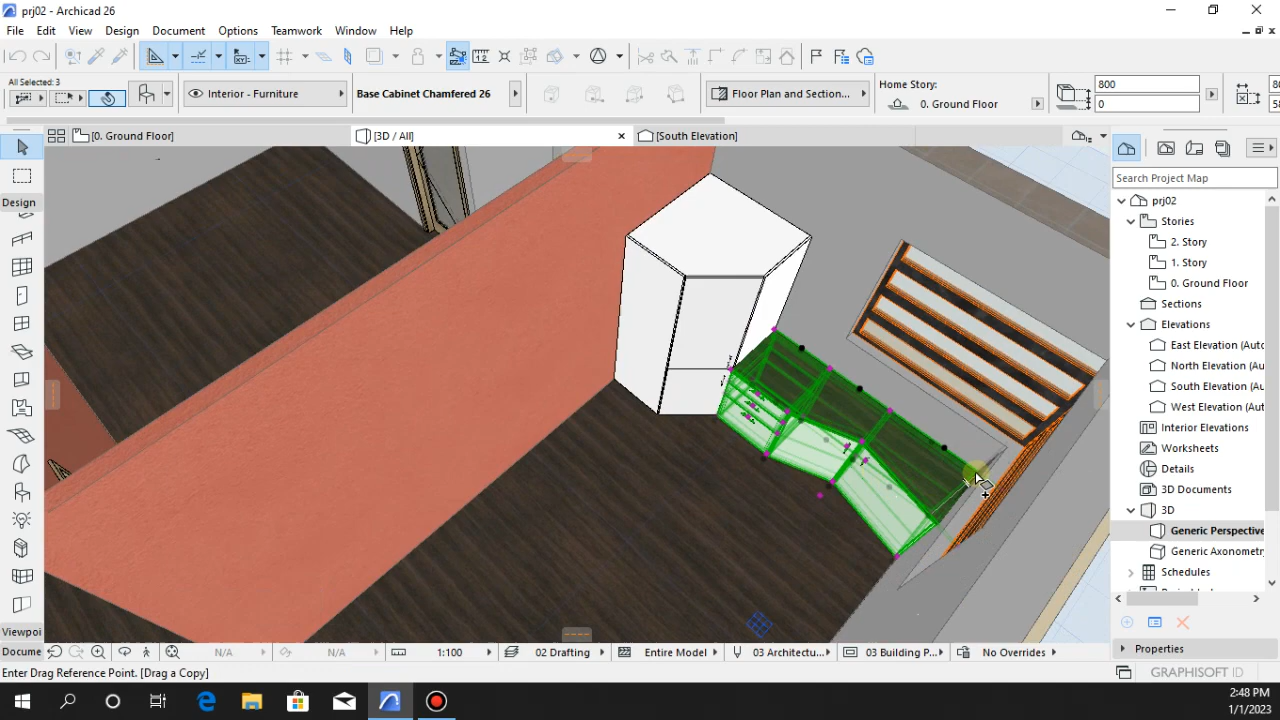 prj02 - Archicad 26
File Edit View Design Document Options Teamwork Window Help
All Selected: 3
Interior - Furniture
Base Cabinet Chamfered 26
Floor Plan and Section...
Home Story:
0. Ground Floor
800
0
[0. Ground Floor]
[3D / All]
[South Elevation]
Design
Search Project Map
prj02
Stories
2. Story
1. Story
0. Ground Floor
Sections
Elevations
East Elevation (Auto
North Elevation (Au
South Elevation (Au
West Elevation (Aut
Interior Elevations
Worksheets
Details
3D Documents
3D
Generic Perspective
Generic Axonometry
Schedules
Properties
Viewpoi
Docume
N/A
N/A
1:100
02 Drafting
Entire Model
03 Architectu...
03 Building P...
No Overrides
Enter Drag Reference Point. [Drag a Copy]
GRAPHISOFT ID
2:48 PM
1/1/2023